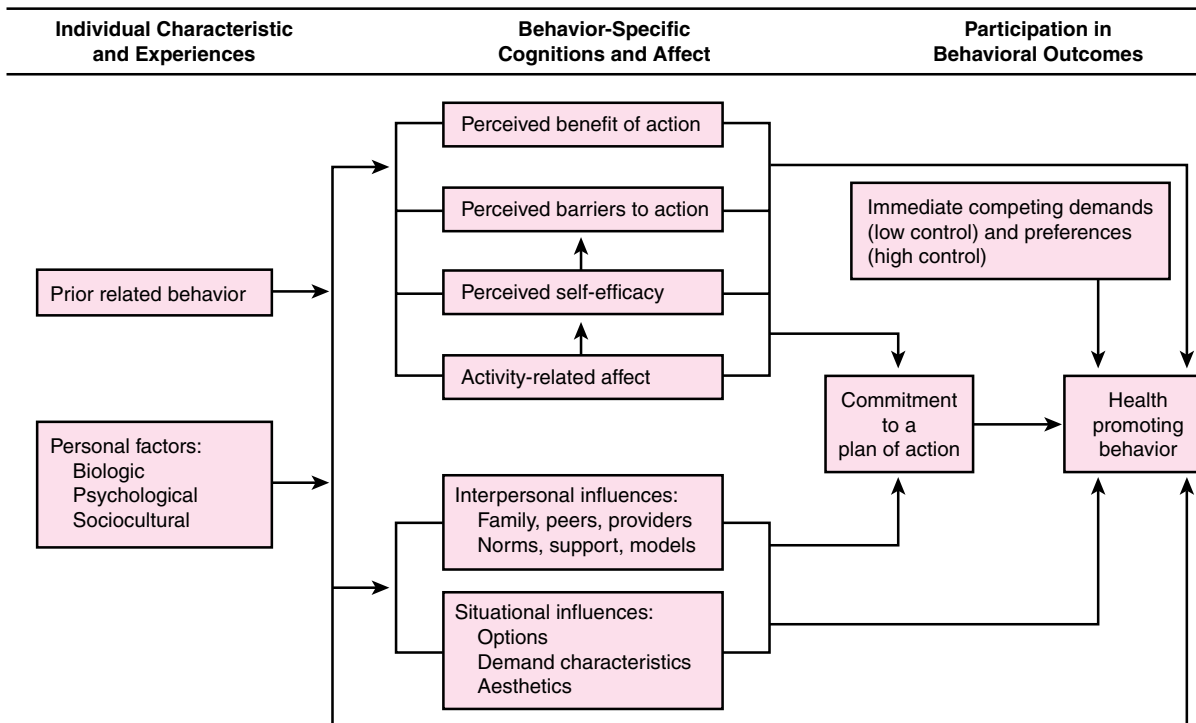 Individual Characteristic
and Experiences
Behavior-Specific
Cognitions and Affect
Participation in
Behavioral Outcomes
Prior related behavior
Personal factors:
Biologic
Psychological
Sociocultural
Perceived benefit of action
Perceived barriers to action
Perceived self-efficacy
Activity-related affect
Interpersonal influences:
Family, peers, providers
Norms, support, models
Situational influences:
Options
Demand characteristics
Aesthetics
Immediate competing demands
(low control) and preferences
(high control)
Commitment
to a
plan of action
Health
promoting
behavior